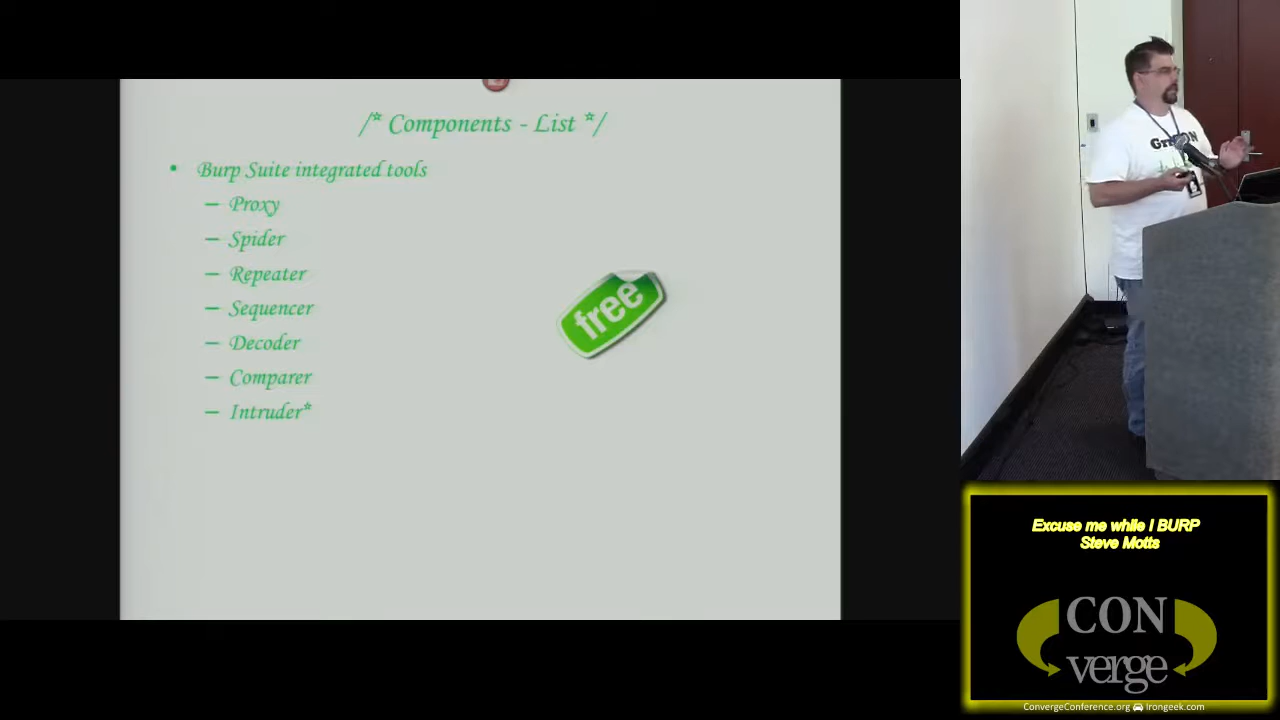 /* Components - List */
• Burp Suite integrated tools
– Proxy
– Spider
– Repeater
– Sequencer
– Decoder
– Comparer
– Intruder*
free
Excuse me while I BURP
Steve Motts
CON
verge
ConvergeConference.org Irongeek.com